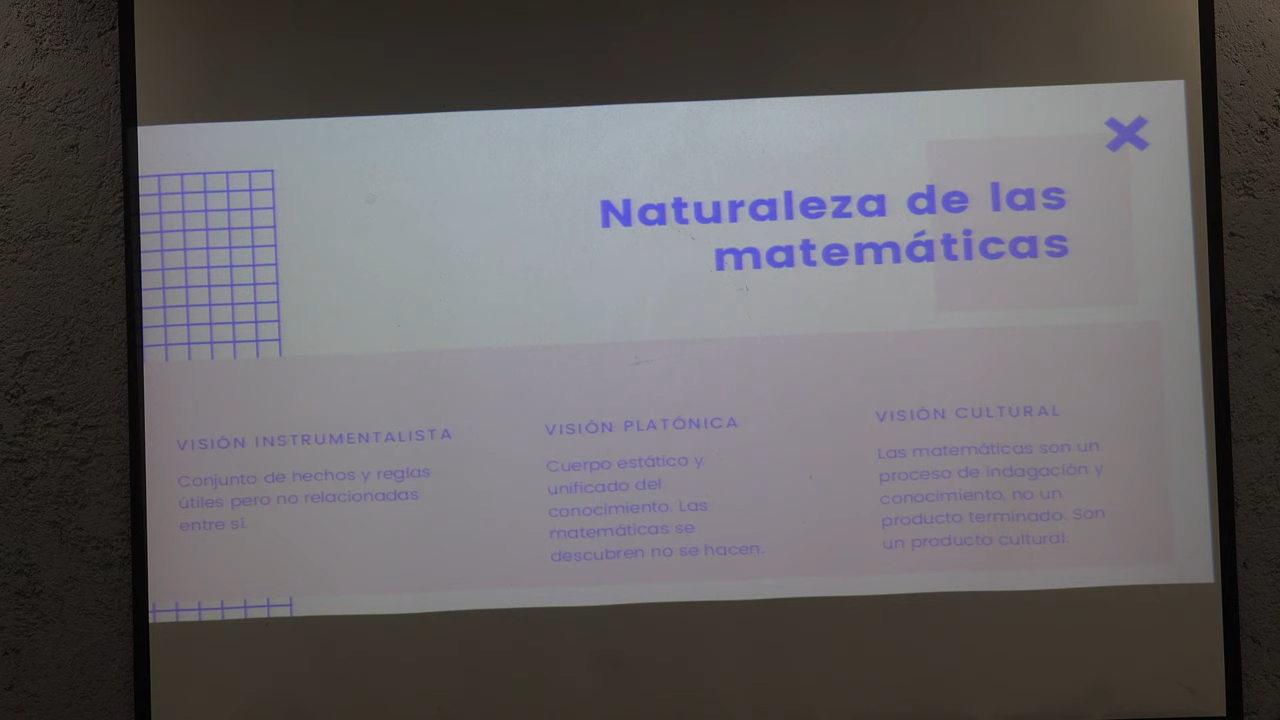 Naturaleza de las
matemáticas
VISIÓN INSTRUMENTALISTA
Conjunto de hechos y reglas
útiles pero no relacionadas
entre sí.
VISIÓN PLATÓNICA
Cuerpo estático y
unificado del
conocimiento. Las
matemáticas se
descubren no se hacen.
VISIÓN CULTURAL
Las matemáticas son un
proceso de indagación y
conocimiento, no un
producto terminado. Son
un producto cultural.